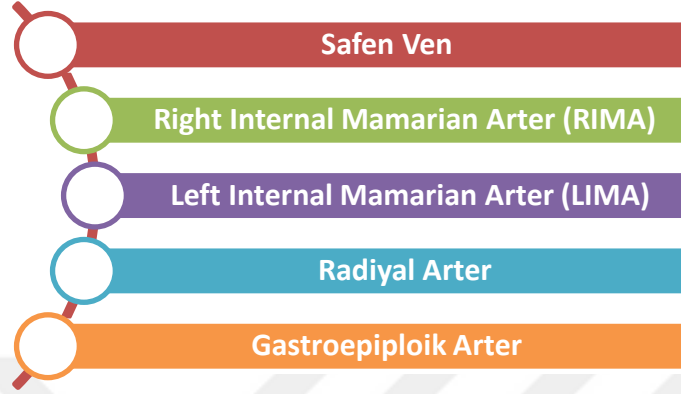 Safen Ven
Right Internal Mamarian Arter (RIMA)
Left Internal Mamarian Arter (LIMA)
Radiyal Arter
Gastroepiploik Arter